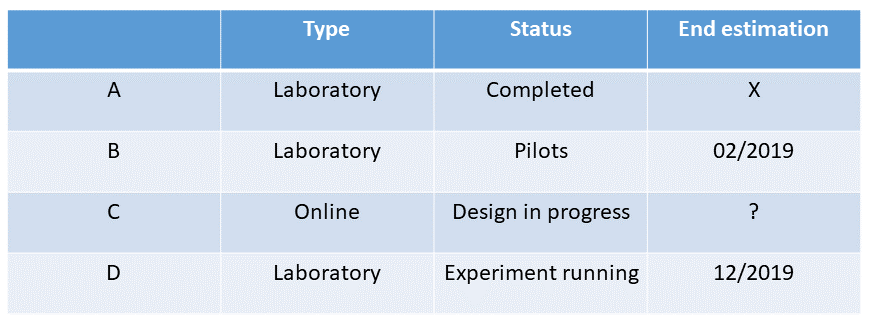 Type Status End estimation
A Laboratory Completed X
B Laboratory Pilots 02/2019
C Online Design in progress ?
D Laboratory Experiment running 12/2019